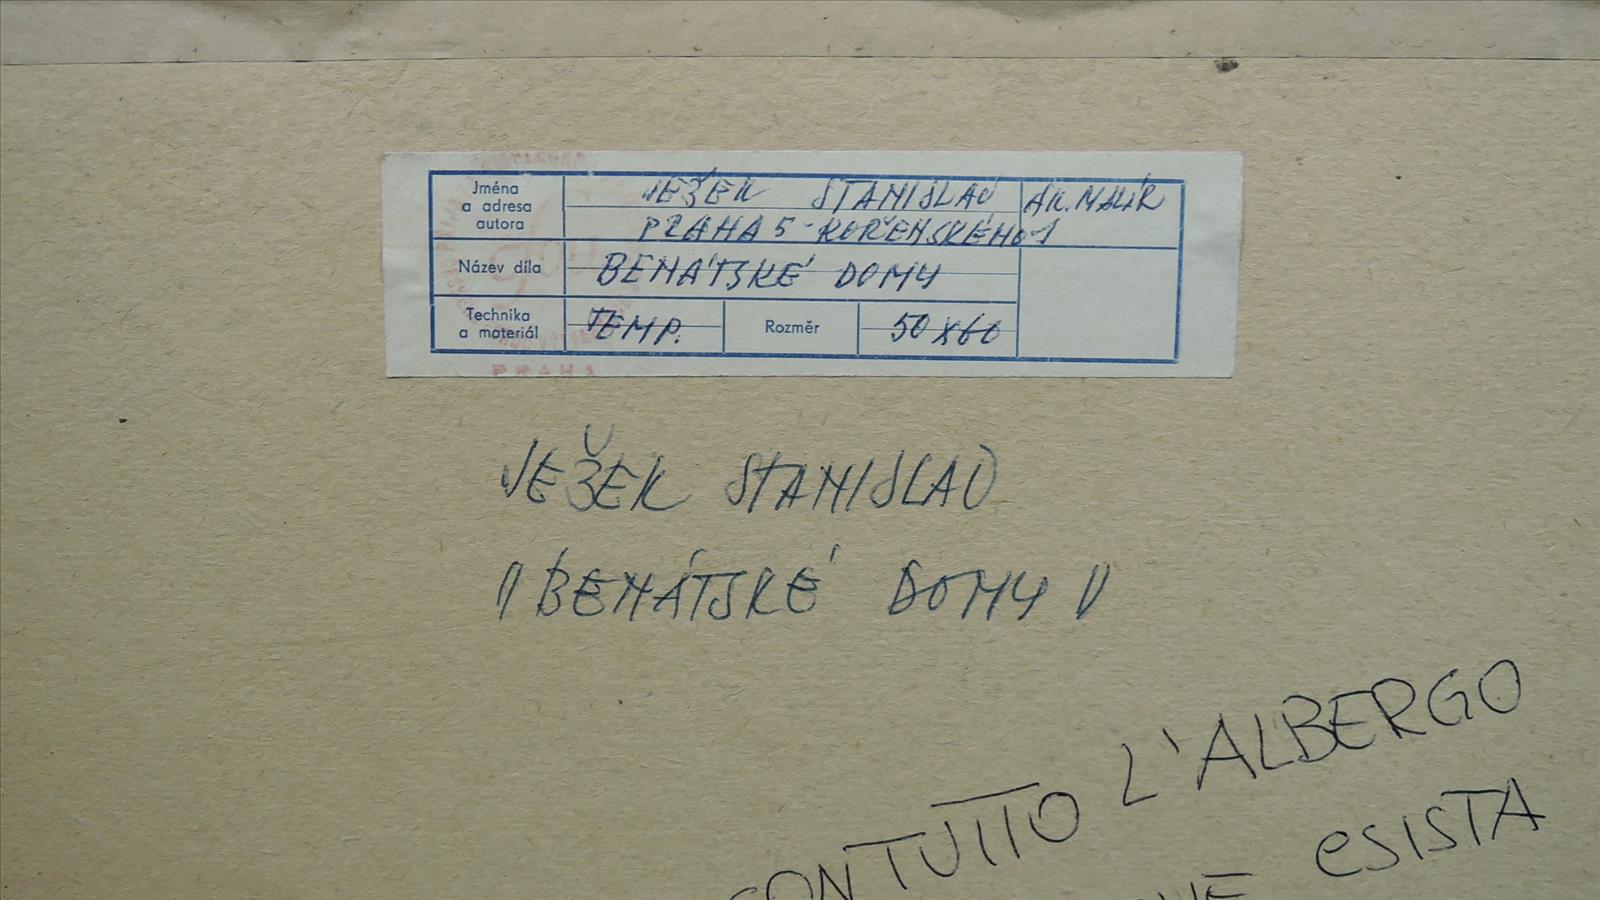 Jména
a adresa
autora
JEŽEK STANISLAV AK. MALÍŘ
PRAHA 5 - KOŘENSKÉHO 1
Název díla
BENÁTSKÉ DOMY
Technika
a materiál
TEMP.
Rozměr
50 x 60
PRAHA
JEŽEK STANISLAV
"BENÁTSKÉ DOMY"
CON TUTTO L'ALBERGO
ESISTA